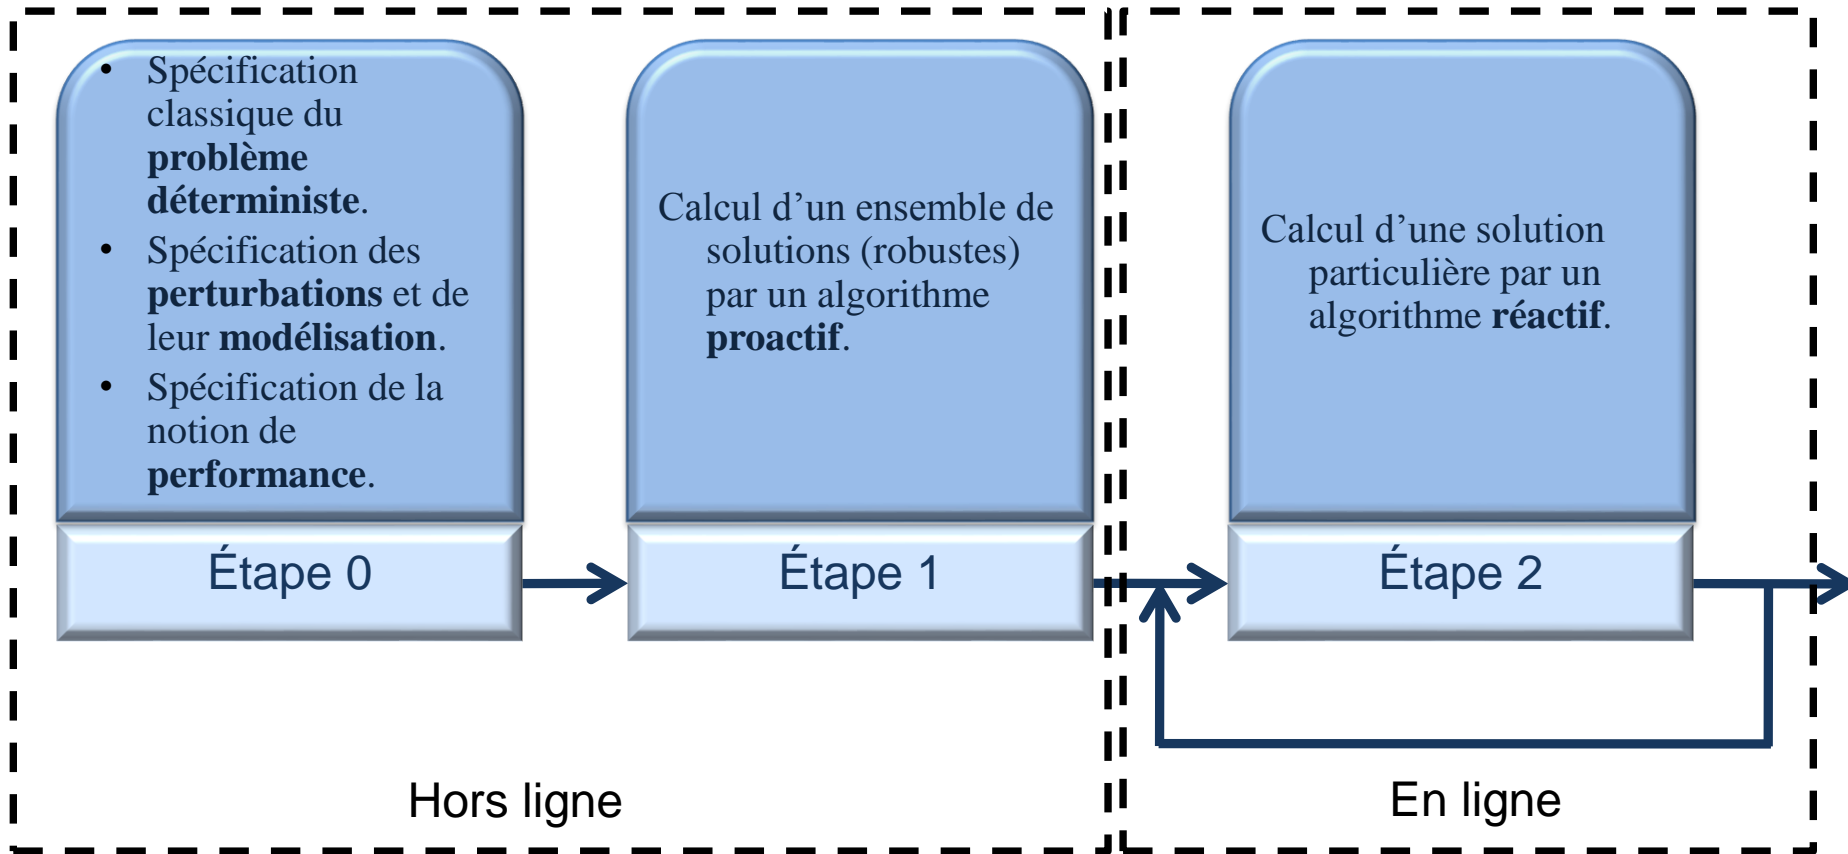 • Spécification
classique du
problème
déterministe.
• Spécification des
perturbations et de
leur modélisation.
• Spécification de la
notion de
performance.
Étape 0
Calcul d’un ensemble de
solutions (robustes)
par un algorithme
proactif.
Étape 1
Hors ligne
Calcul d’une solution
particulière par un
algorithme réactif.
Étape 2
En ligne